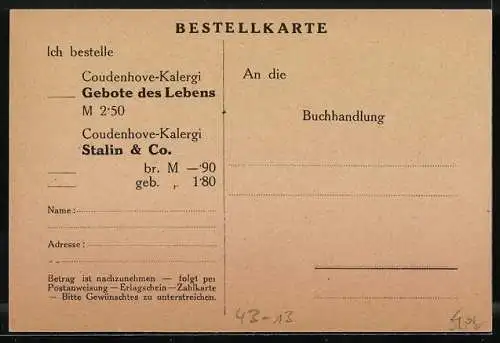 BESTELLKARTE
Ich bestelle
Coudenhove-Kalergi
Gebote des Lebens
M 2·50
Coudenhove-Kalergi
Stalin & Co.
br. M —·90
geb. „ 1·80
Name:
Adresse:
Betrag ist nachzunehmen — folgt per
Postanweisung — Erlagschein — Zahlkarte
— Bitte Gewünschtes zu unterstreichen.
An die
Buchhandlung
43-13